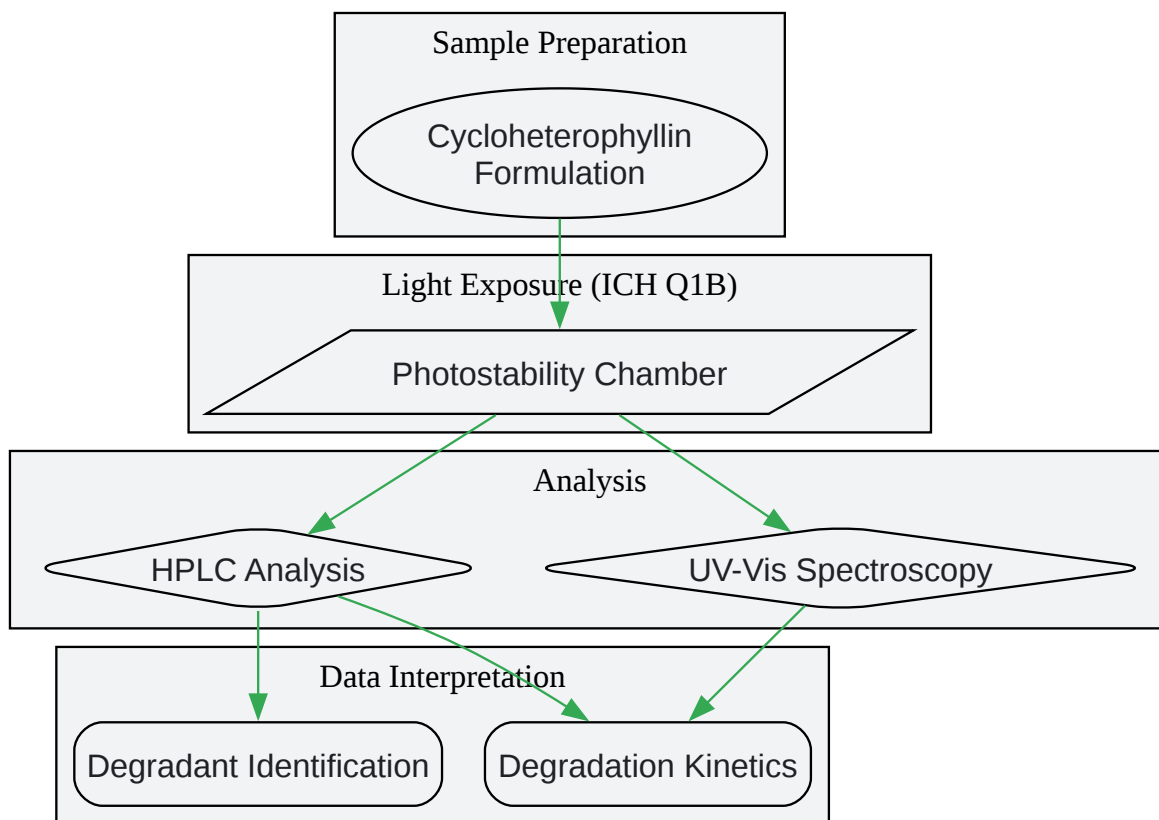 Sample Preparation
Cycloheterophyllin
Formulation
Light Exposure (ICH Q1B)
Photostability Chamber
Analysis
HPLC Analysis
UV-Vis Spectroscopy
Data Interpretation
Degradant Identification
Degradation Kinetics